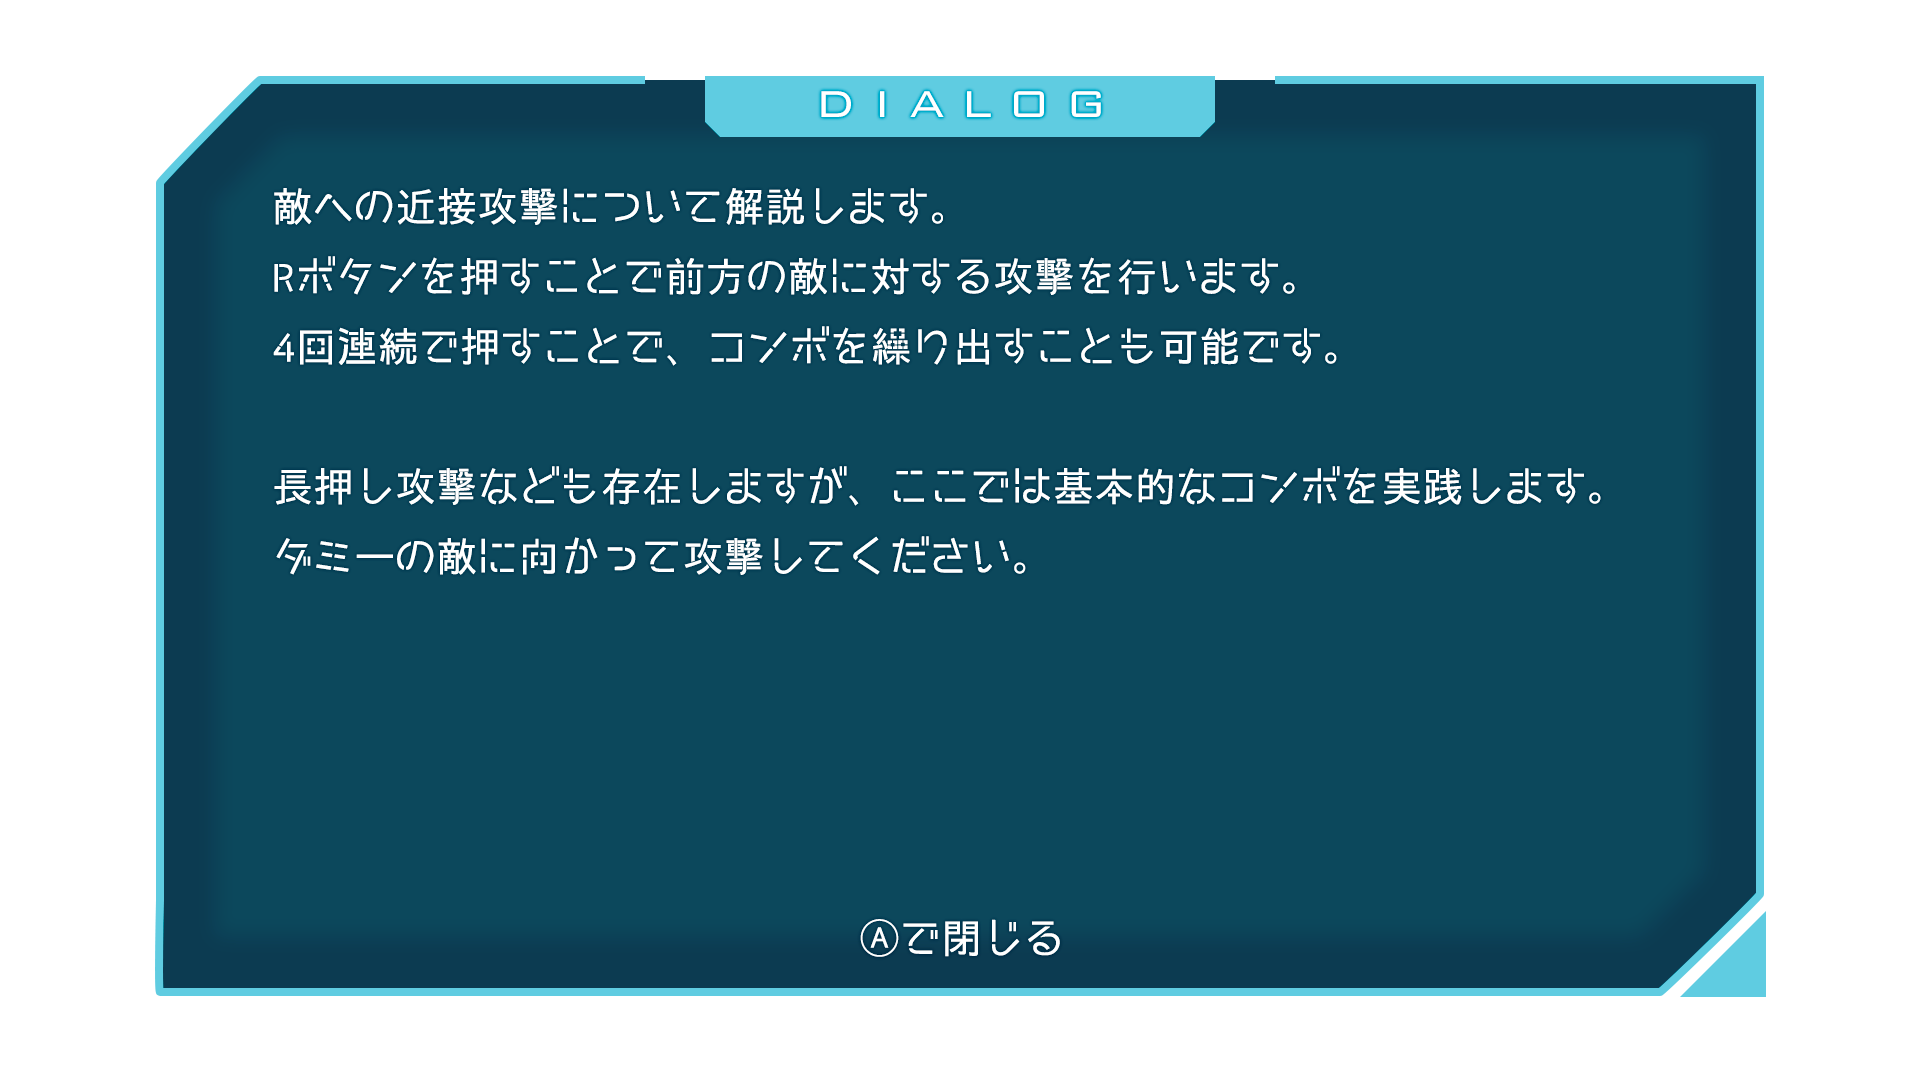 DIALOG
敵への近接攻撃について解説します。
Rボタンを押すことで前方の敵に対する攻撃を行います。
4回連続で押すことで、コンボを繰り出すことも可能です。
長押し攻撃なども存在しますが、ここでは基本的なコンボを実践します。
ダミーの敵に向かって攻撃してください。
Ⓐで閉じる